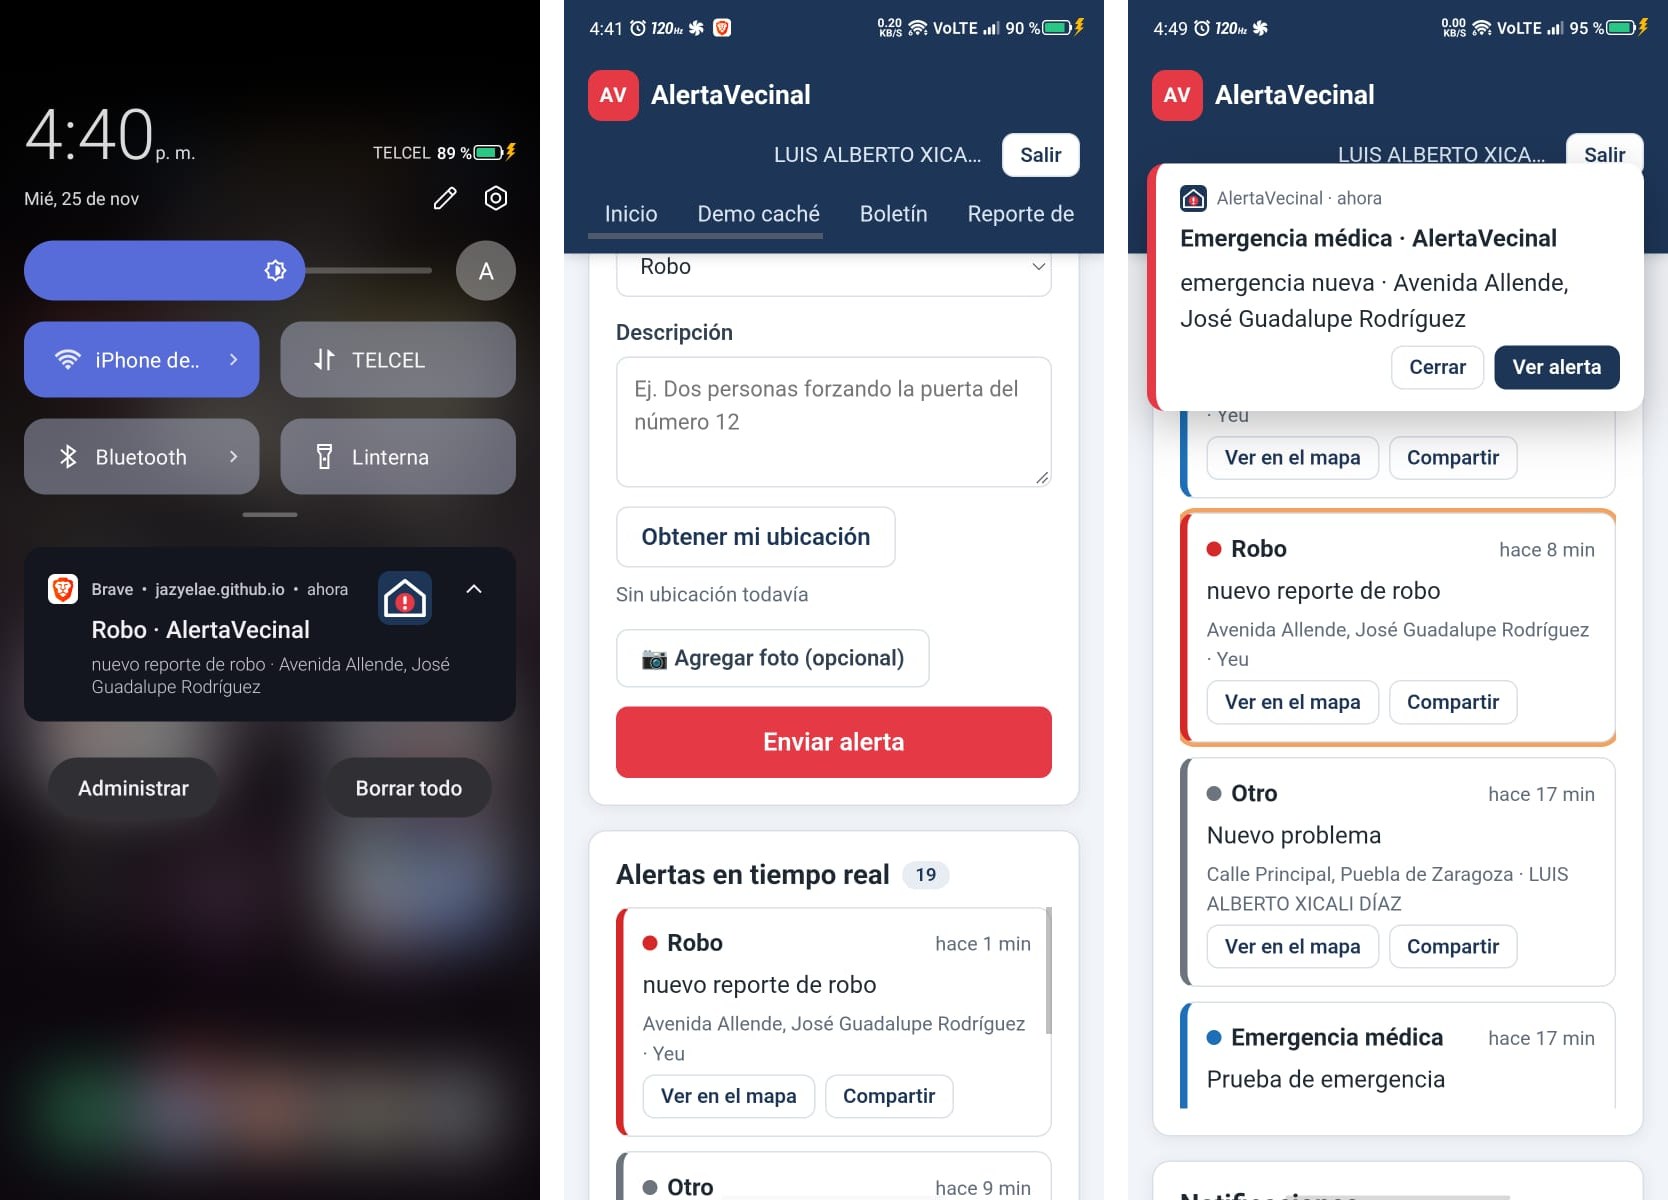 4:40 p. m.
TELCEL 89 %
Mié, 25 de nov
A
iPhone de..
TELCEL
Bluetooth
Linterna
Brave • jazyelae.github.io • ahora
Robo · AlertaVecinal
nuevo reporte de robo · Avenida Allende, José
Guadalupe Rodríguez
Administrar
Borrar todo
4:41 120Hz 0.20 KB/S VoLTE 90 %
AV AlertaVecinal
LUIS ALBERTO XICA... Salir
Inicio Demo caché Boletín Reporte de
Robo
Descripción
Ej. Dos personas forzando la puerta del
número 12
Obtener mi ubicación
Sin ubicación todavía
Agregar foto (opcional)
Enviar alerta
Alertas en tiempo real 19
Robo hace 1 min
nuevo reporte de robo
Avenida Allende, José Guadalupe Rodríguez
· Yeu
Ver en el mapa Compartir
Otro hace 9 min
4:49 120Hz 0.00 KB/S VoLTE 95 %
AV AlertaVecinal
LUIS ALBERTO XICA... Salir
AlertaVecinal · ahora
Emergencia médica · AlertaVecinal
emergencia nueva · Avenida Allende,
José Guadalupe Rodríguez
Cerrar Ver alerta
· Yeu
Ver en el mapa Compartir
Robo hace 8 min
nuevo reporte de robo
Avenida Allende, José Guadalupe Rodríguez
· Yeu
Ver en el mapa Compartir
Otro hace 17 min
Nuevo problema
Calle Principal, Puebla de Zaragoza · LUIS
ALBERTO XICALI DÍAZ
Ver en el mapa Compartir
Emergencia médica hace 17 min
Prueba de emergencia
Notificaciones